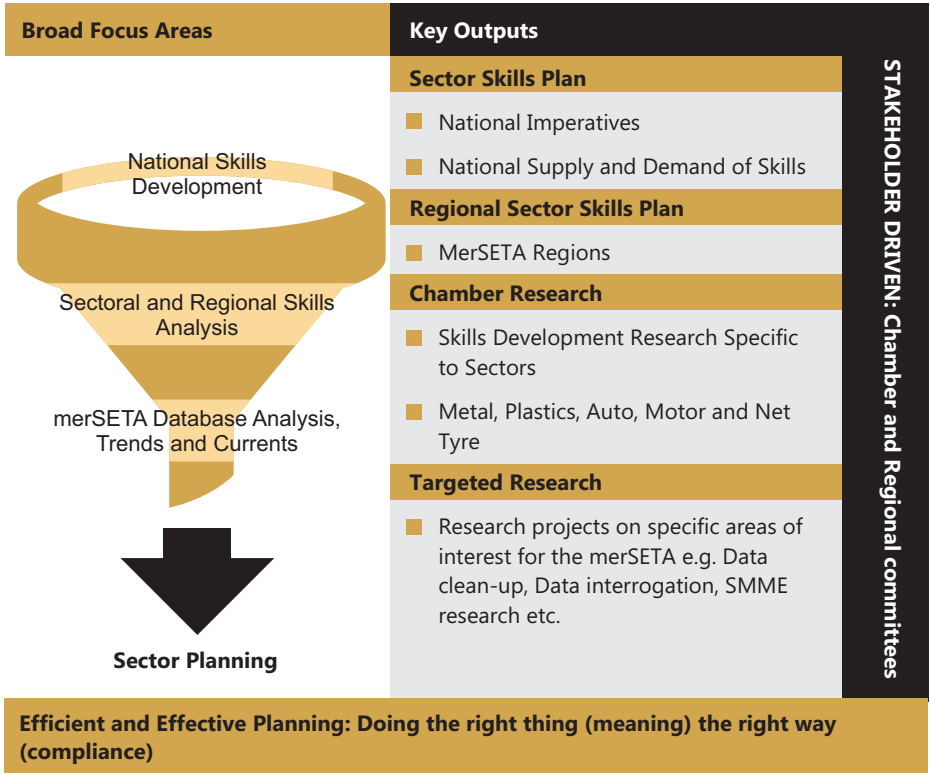 Broad Focus Areas
National Skills
Development
Sectoral and Regional Skills
Analysis
merSETA Database Analysis,
Trends and Currents
Sector Planning
Key Outputs
Sector Skills Plan
National Imperatives
National Supply and Demand of Skills
Regional Sector Skills Plan
MerSETA Regions
Chamber Research
Skills Development Research Specific
to Sectors
Metal, Plastics, Auto, Motor and Net
Tyre
Targeted Research
Research projects on specific areas of
interest for the merSETA e.g. Data
clean-up, Data interrogation, SMME
research etc.
STAKEHOLDER DRIVEN: Chamber and Regional committees
Efficient and Effective Planning: Doing the right thing (meaning) the right way
(compliance)